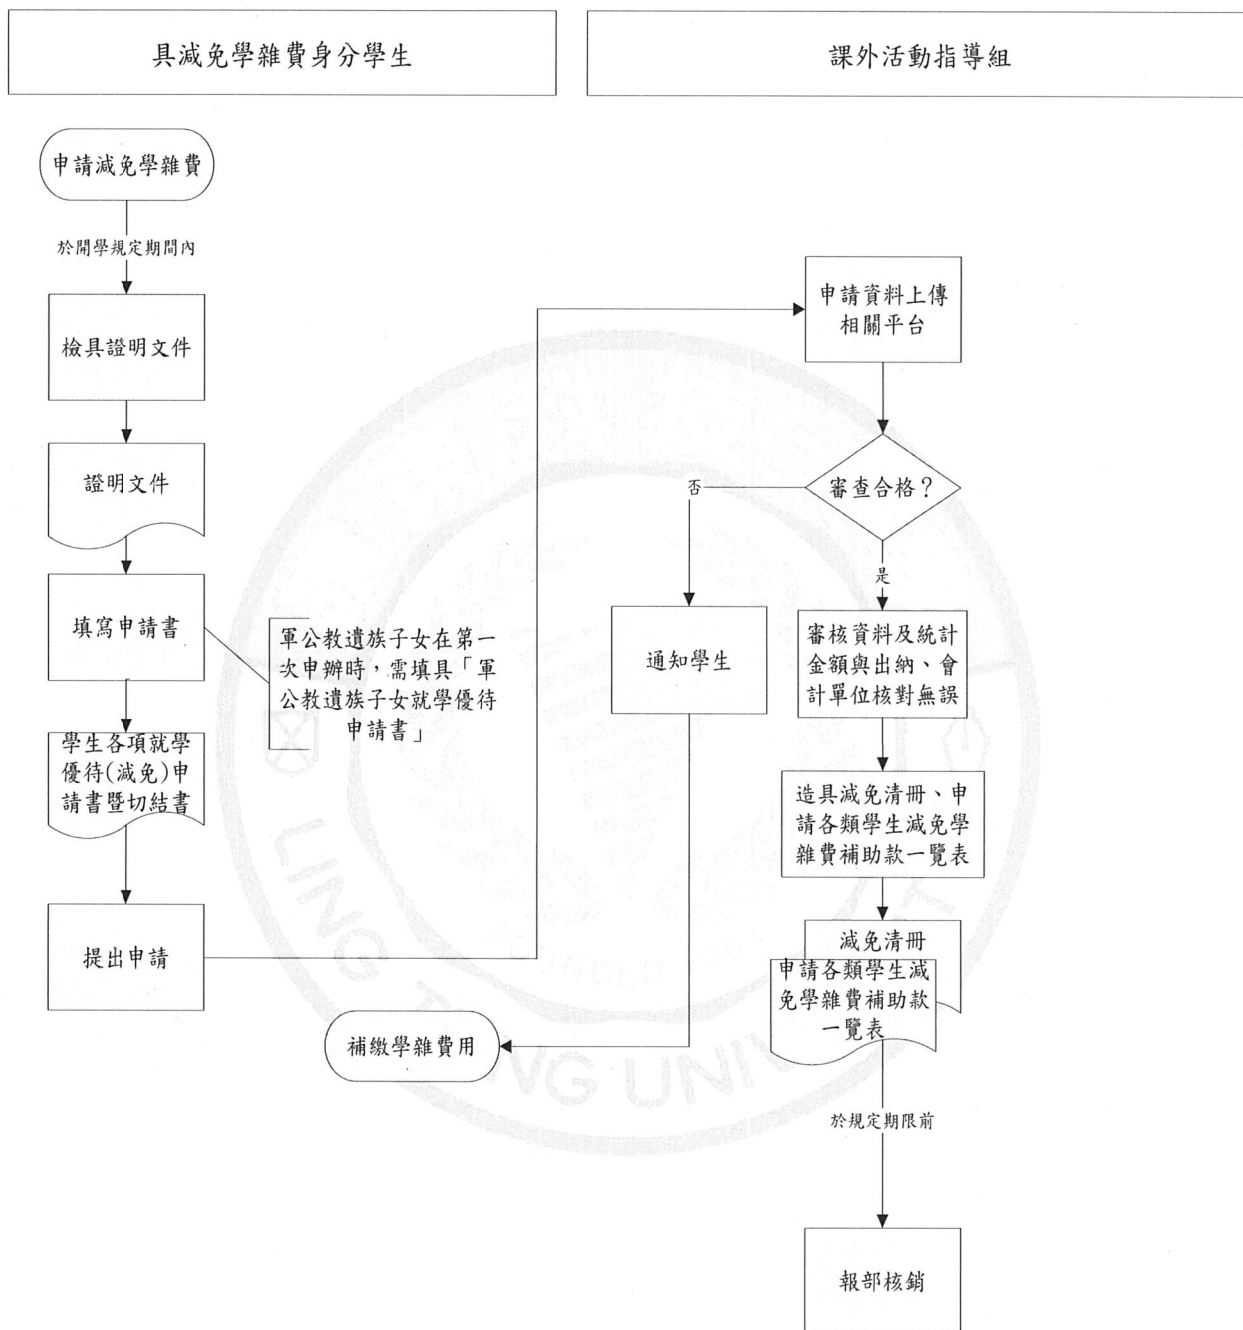 具減免學雜費身分學生
課外活動指導組
申請減免學雜費
於開學規定期間內
檢具證明文件
證明文件
填寫申請書
軍公教遺族子女在第一
次申辦時,需填具「軍
公教遺族子女就學優待
申請書」
學生各項就學
優待(減免)申
請書暨切結書
提出申請
申請資料上傳
相關平台
審查合格?
否
是
通知學生
補繳學雜費用
審核資料及統計
金額與出納、會
計單位核對無誤
造具減免清冊、申
請各類學生減免學
雜費補助款一覽表
減免清冊
申請各類學生減
免學雜費補助款
一覽表
於規定期限前
報部核銷
LING TUNG UNIVERSITY